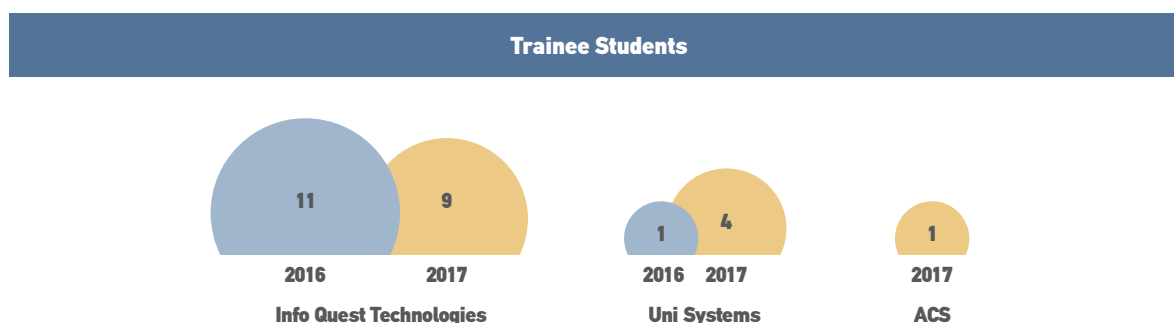 Trainee Students
11 9 1 4 1
2016 2017 2016 2017 2017
Info Quest Technologies Uni Systems ACS